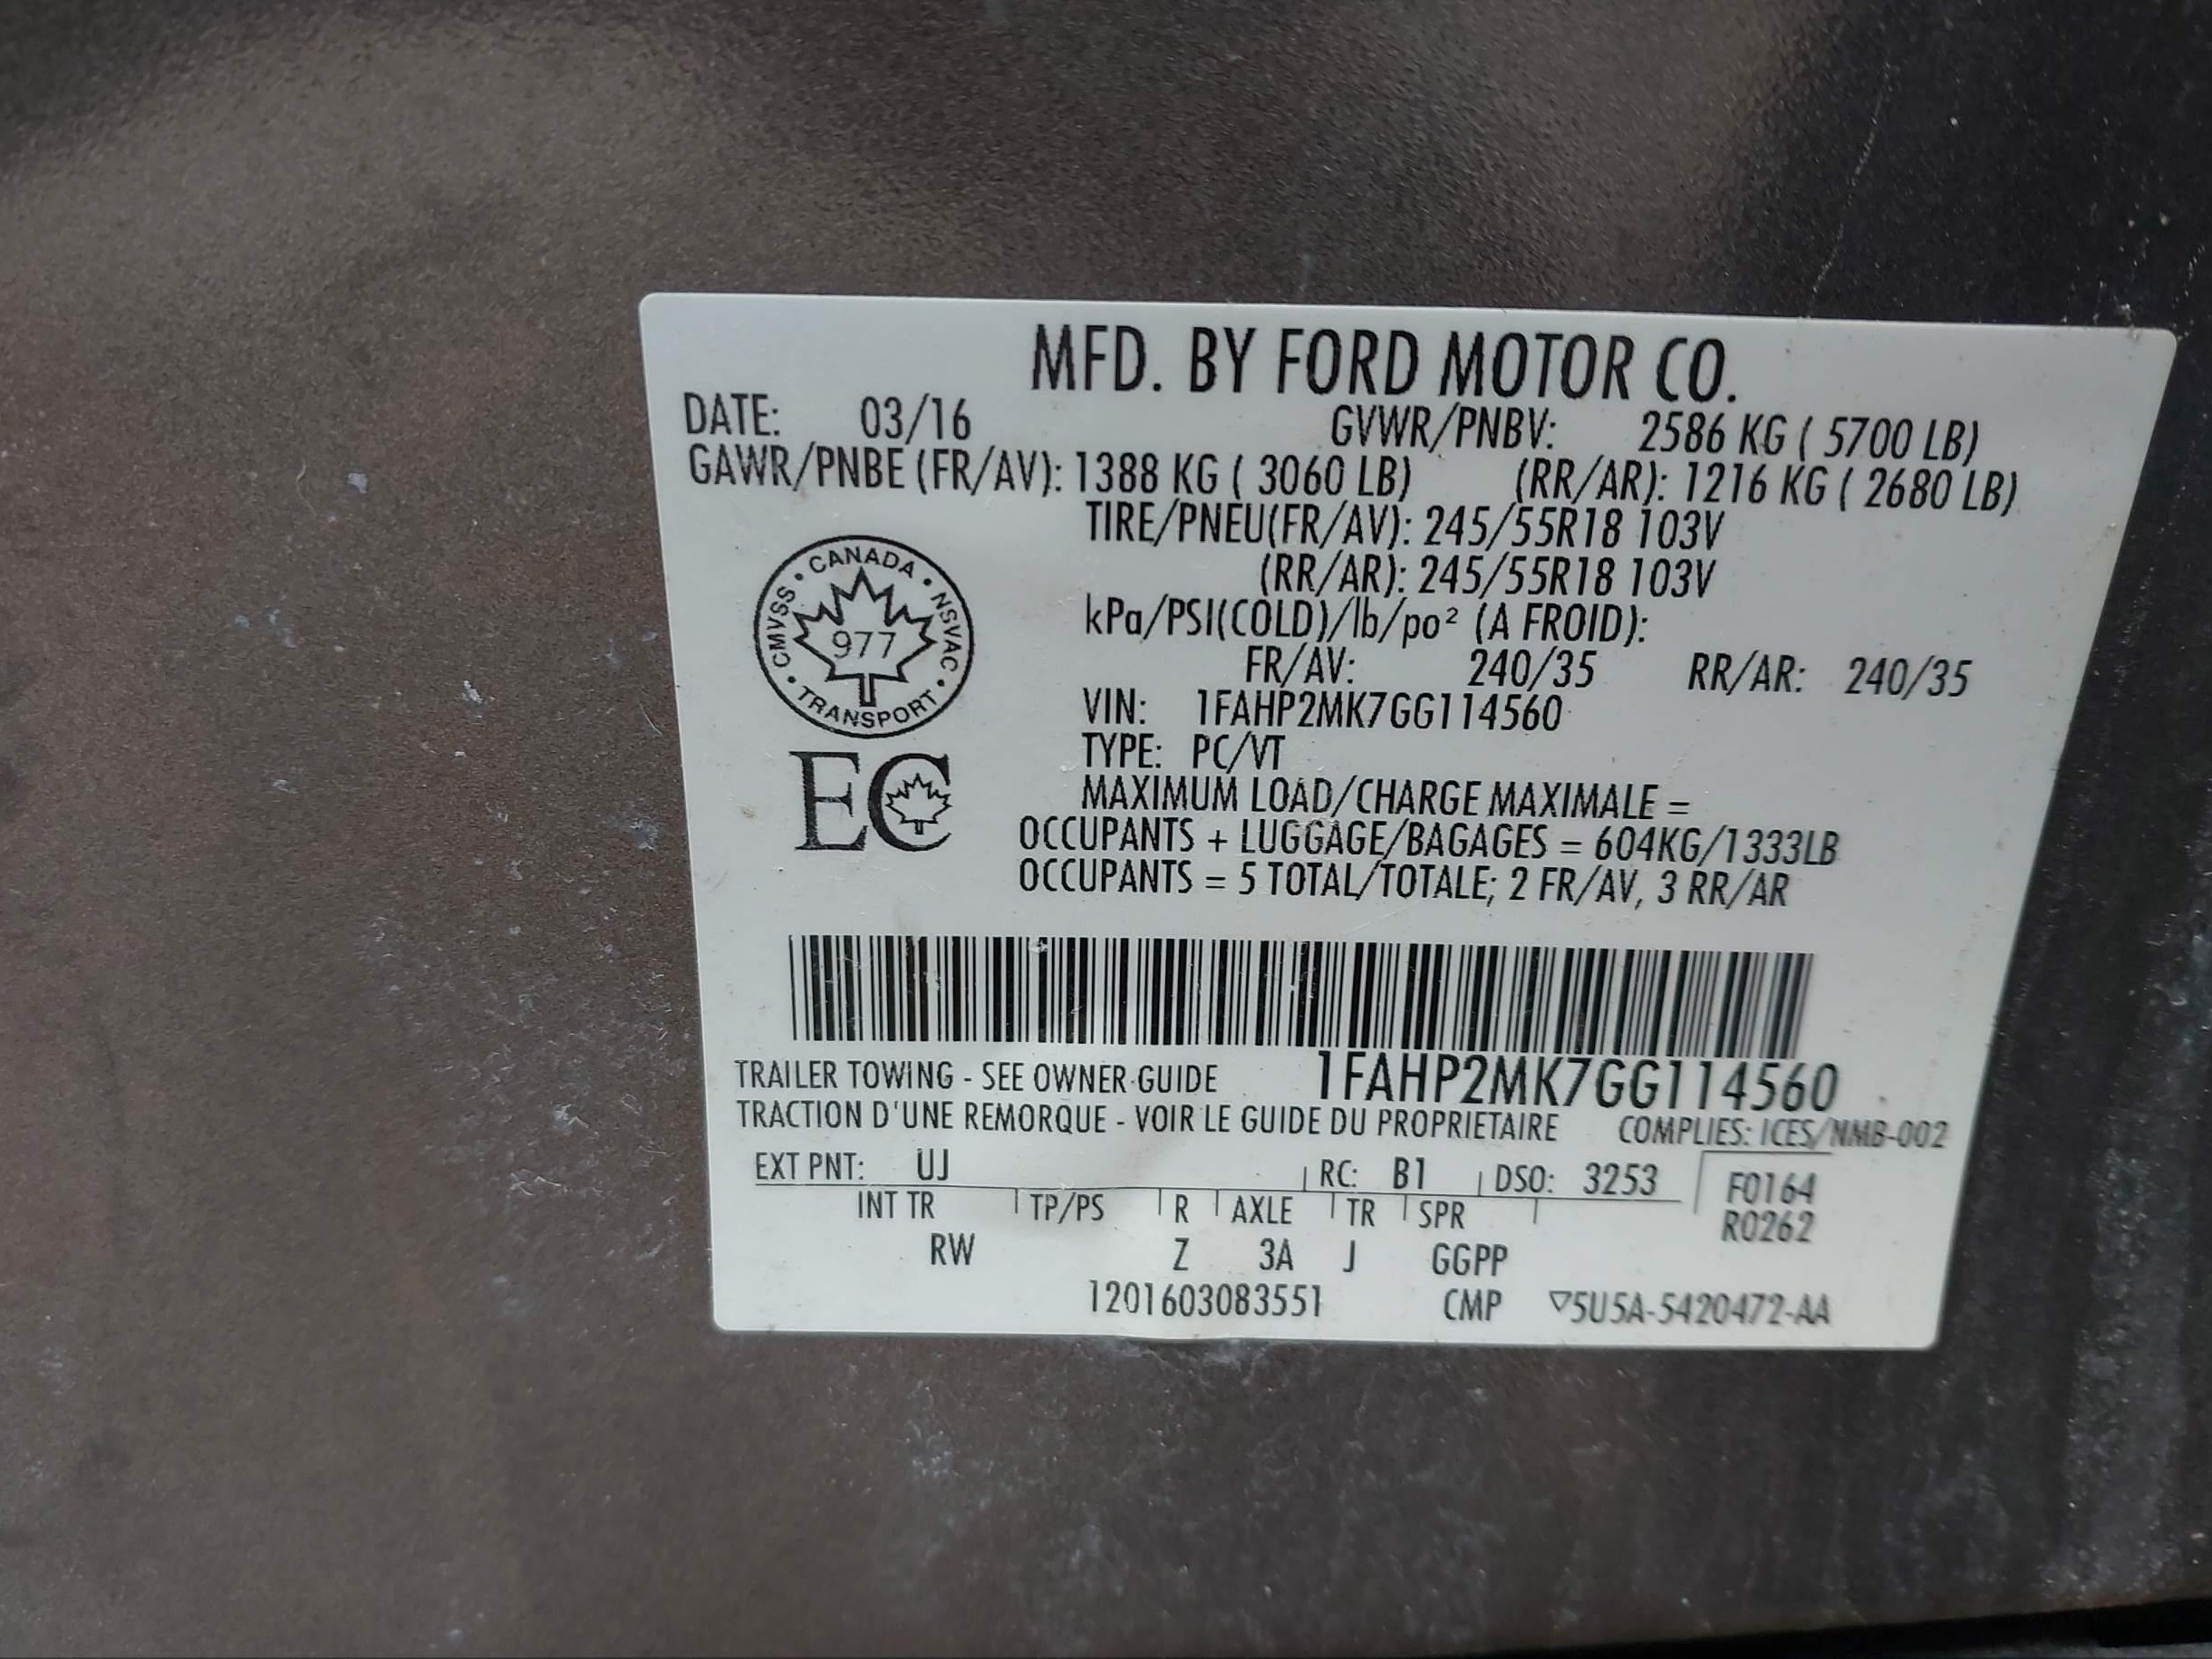 MFD. BY FORD MOTOR CO.
DATE: 03/16 GVWR/PNBV: 2586 KG ( 5700 LB)
GAWR/PNBE (FR/AV): 1388 KG ( 3060 LB) (RR/AR): 1216 KG ( 2680 LB)
TIRE/PNEU(FR/AV): 245/55R18 103V
(RR/AR): 245/55R18 103V
kPa/PSI(COLD)/lb/po² (A FROID):
FR/AV: 240/35 RR/AR: 240/35
CMVSS • CANADA • NSVAC • TRANSPORT •
977
VIN: 1FAHP2MK7GG114560
TYPE: PC/VT
EC
MAXIMUM LOAD/CHARGE MAXIMALE =
OCCUPANTS + LUGGAGE/BAGAGES = 604KG/1333LB
OCCUPANTS = 5 TOTAL/TOTALE; 2 FR/AV, 3 RR/AR
TRAILER TOWING - SEE OWNER GUIDE 1FAHP2MK7GG114560
TRACTION D'UNE REMORQUE - VOIR LE GUIDE DU PROPRIETAIRE COMPLIES: ICES/NMB-002
EXT PNT: UJ RC: B1 DSO: 3253 F0164
INT TR TP/PS R AXLE TR SPR R0262
RW Z 3A J GGPP
1201603083551 CMP ▽5U5A-5420472-AA